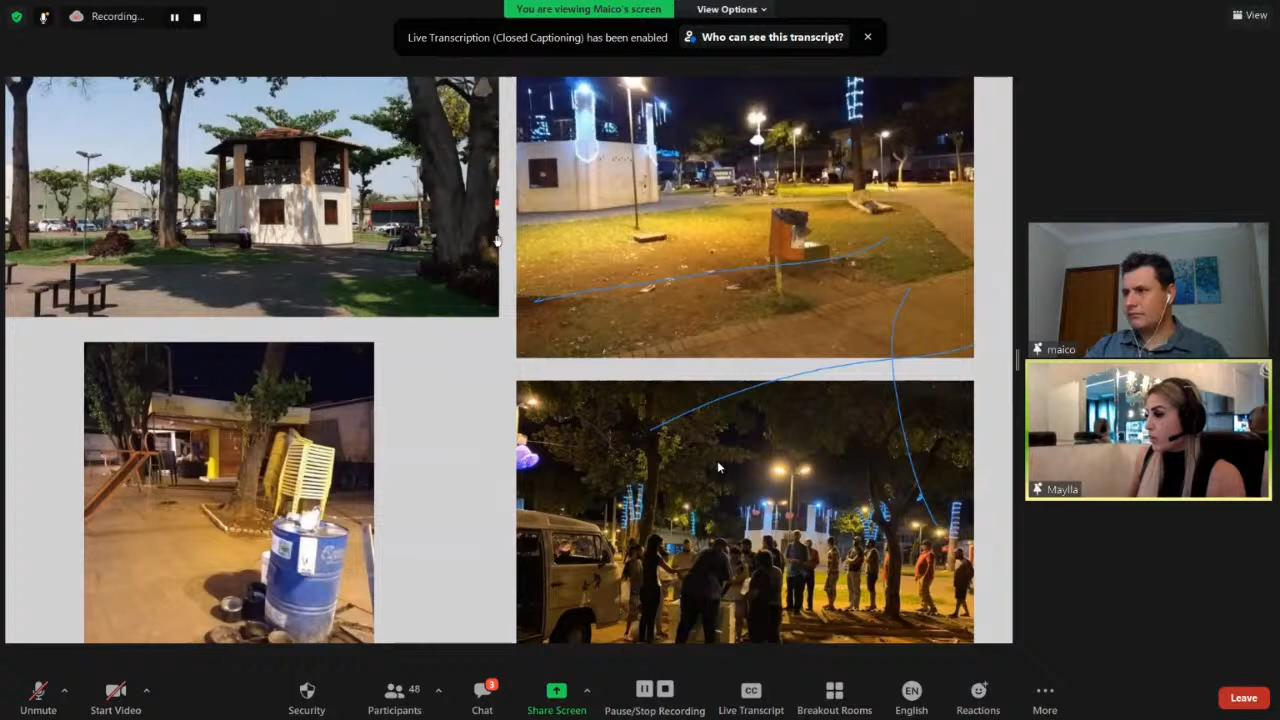 Recording...
You are viewing Maico's screen
View Options
View
Live Transcription (Closed Captioning) has been enabled
Who can see this transcript?
maico
Maylla
Unmute
Start Video
Security
48
Participants
3
Chat
Share Screen
Pause/Stop Recording
CC
Live Transcript
Breakout Rooms
EN
English
Reactions
More
Leave